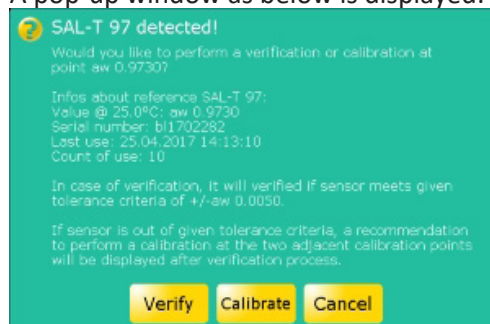 A pop-up window as below is displayed.
SAL-T 97 detected!
Would you like to perform a verification or calibration at
point aw 0.9730?
Infos about reference SAL-T 97:
Value @ 25.0°C: aw 0.9730
Serial number: bl1702282
Last use: 25.04.2017 14:13:10
Count of use: 10
In case of verification, it will verified if sensor meets given
tolerance criteria of +/-aw 0.0050.
If sensor is out of given tolerance criteria, a recommendation
to perform a calibration at the two adjacent calibration points
will be displayed after verification process.
Verify Calibrate Cancel